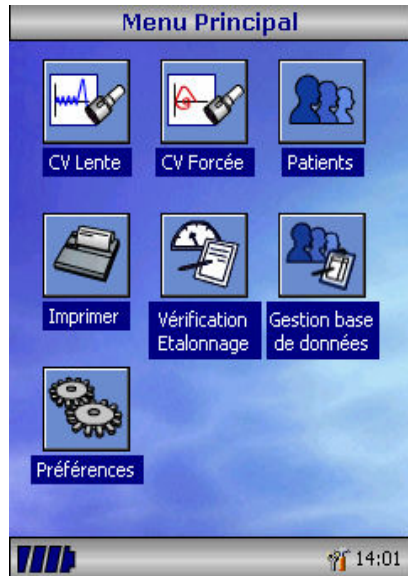 Menu Principal
CV Lente
CV Forcée
Patients
Imprimer
Vérification
Etalonnage
Gestion base
de données
Préférences
14:01